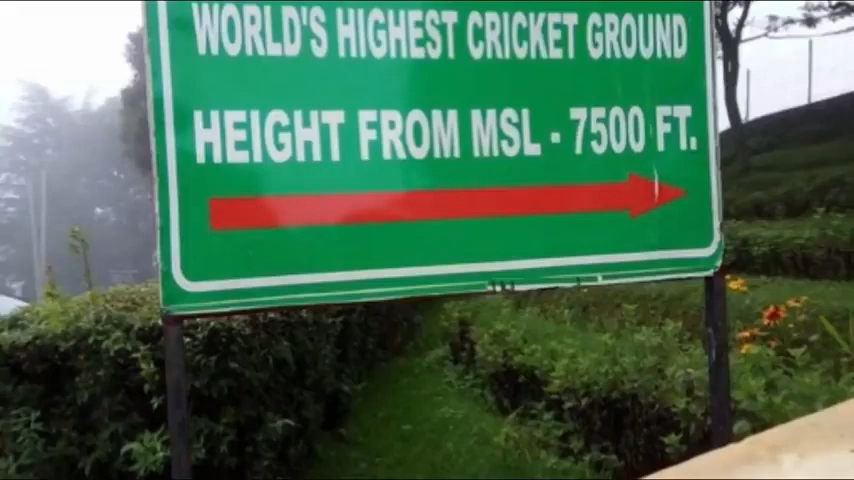 WORLD'S HIGHEST CRICKET GROUND
HEIGHT FROM MSL - 7500 FT.